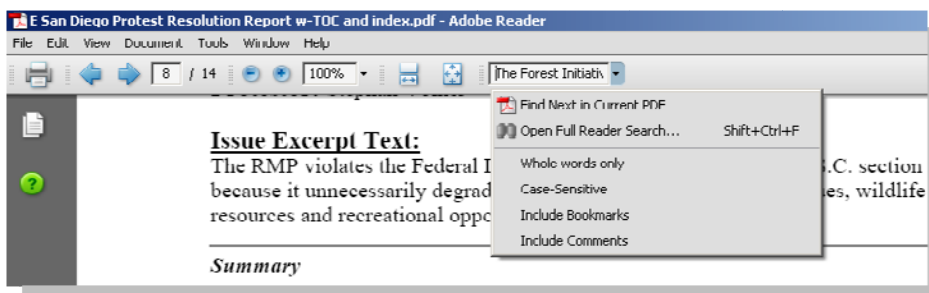 E San Diego Protest Resolution Report w-TOC and index.pdf - Adobe Reader
File Edit View Document Tools Window Help
8 / 14 100% The Forest Initiativ
Find Next in Current PDF
Open Full Reader Search... Shift+Ctrl+F
Whole words only
Case-Sensitive
Include Bookmarks
Include Comments
Issue Excerpt Text:
The RMP violates the Federal L .C. section
because it unnecessarily degrad es, wildlife
resources and recreational oppo
Summary